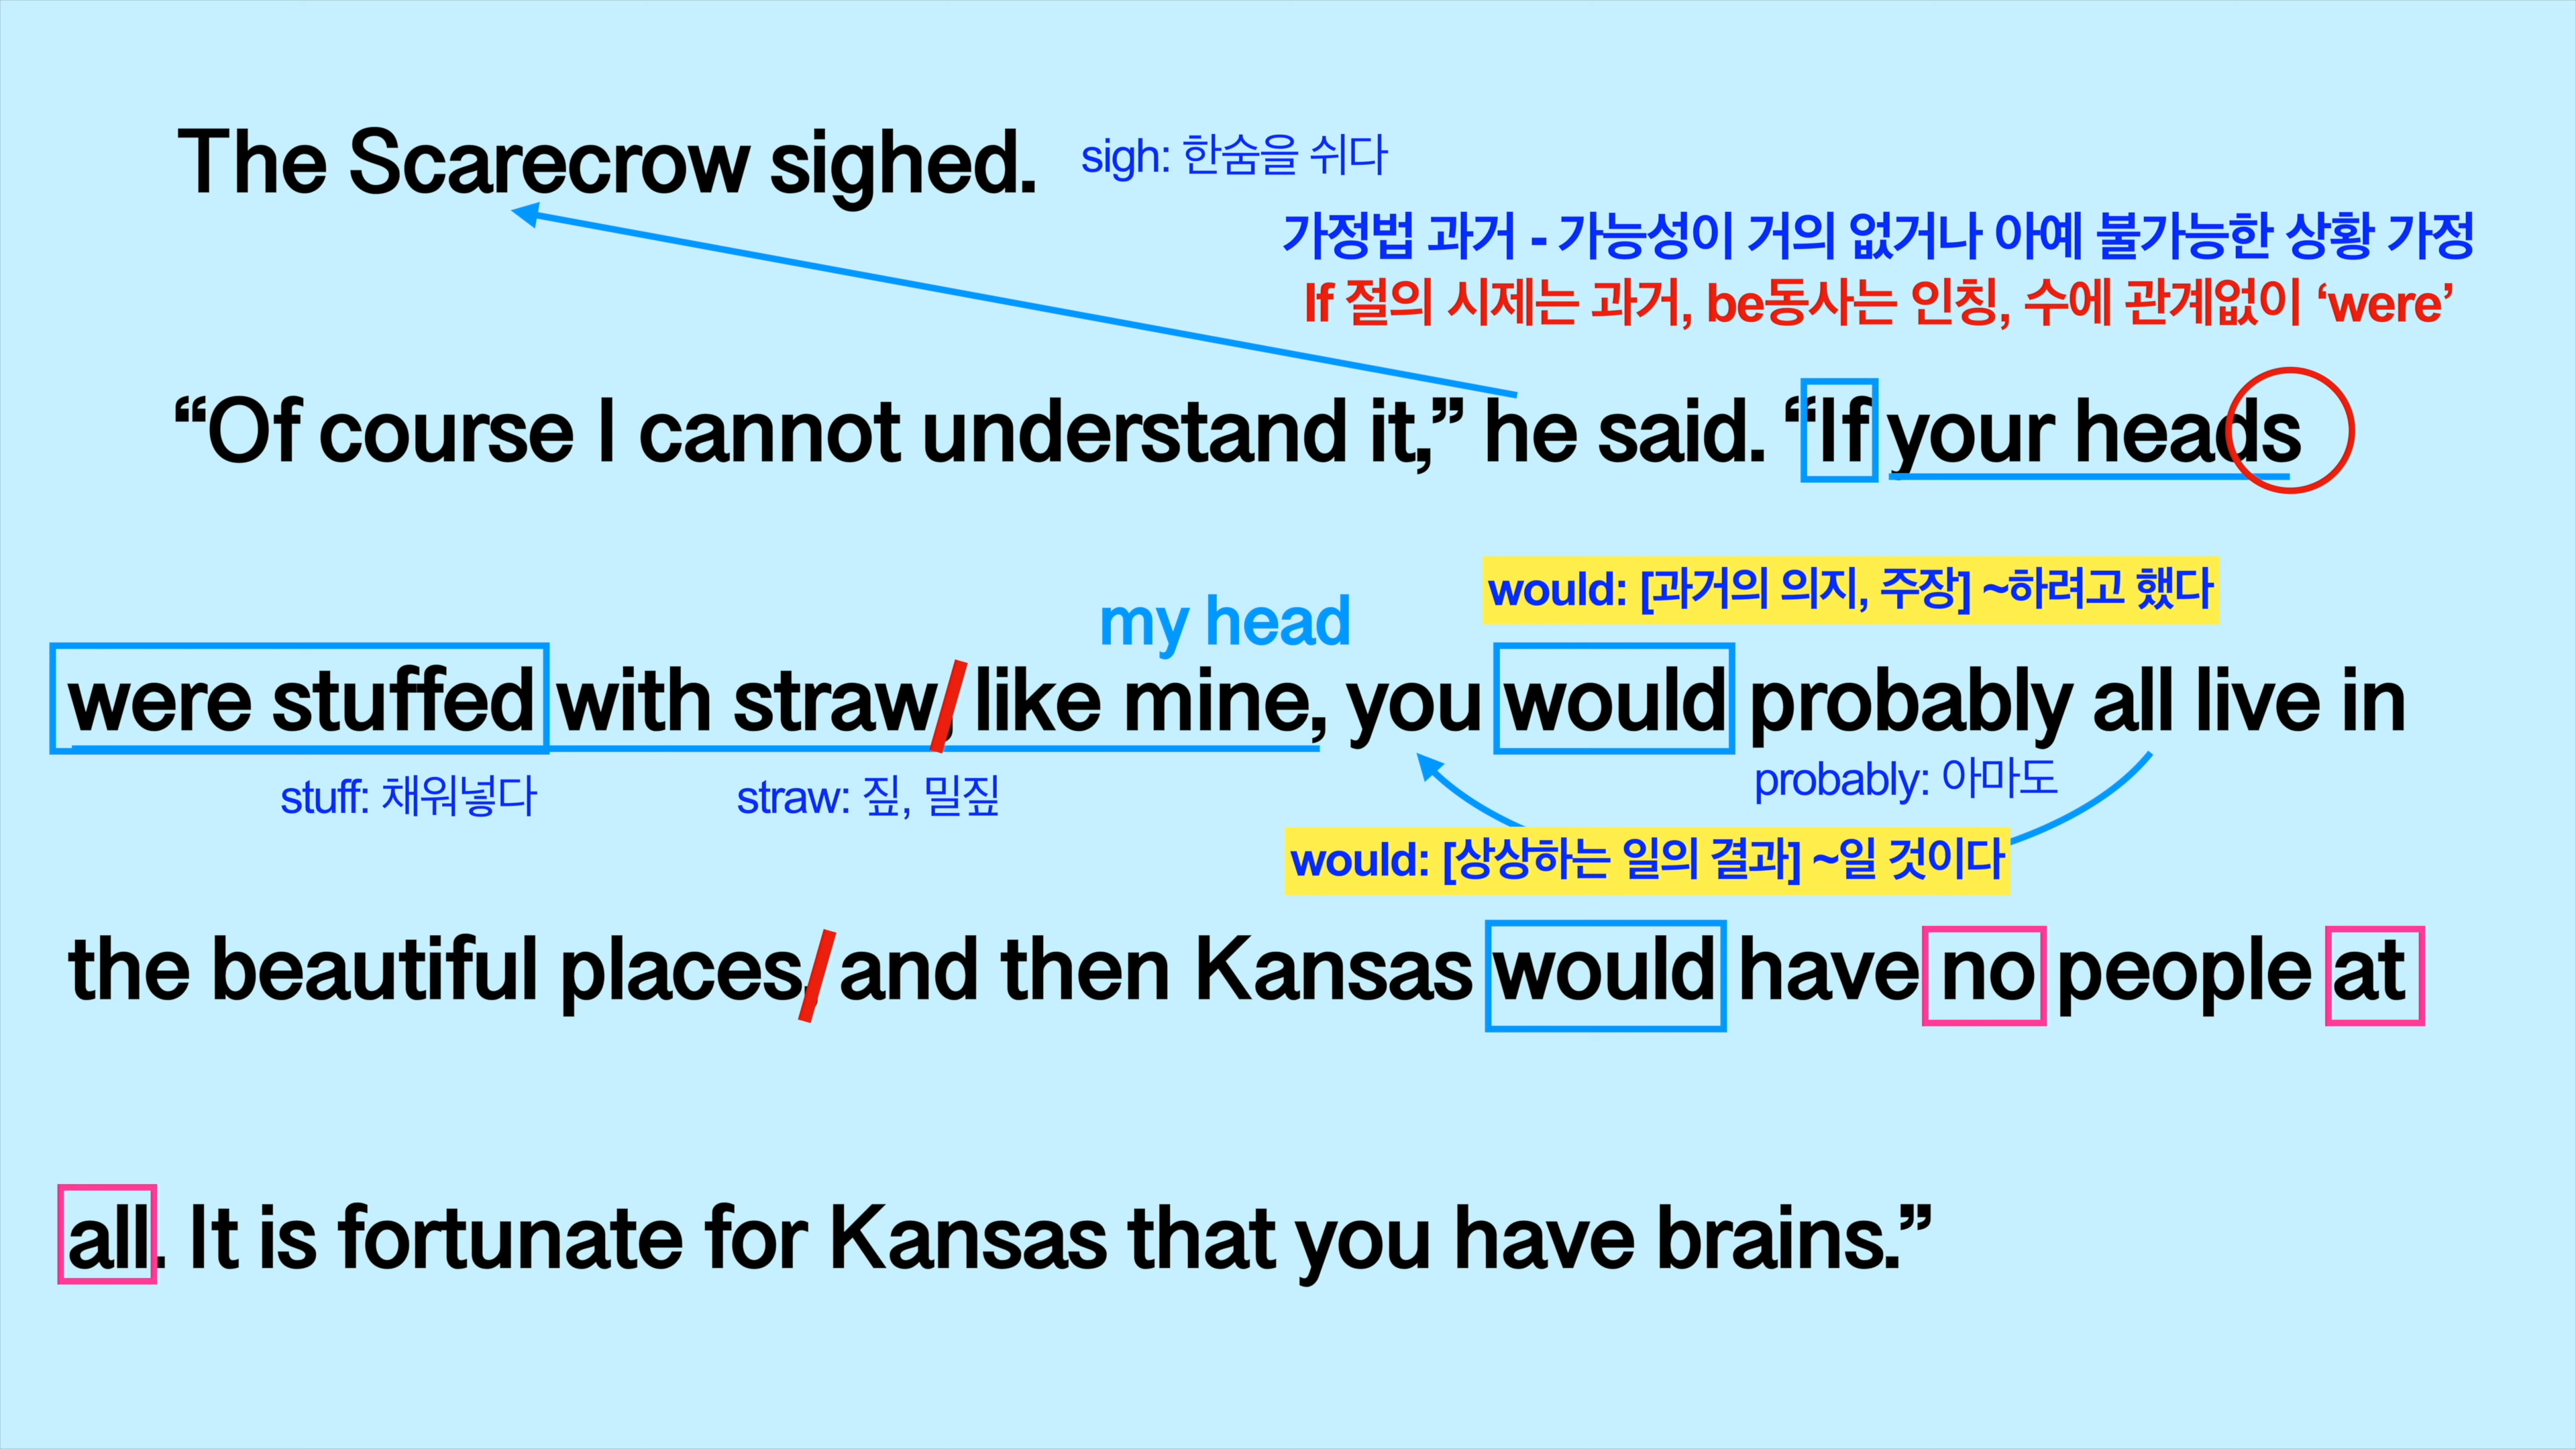 The Scarecrow sighed. sigh: 한숨을 쉬다
가정법 과거 - 가능성이 거의 없거나 아예 불가능한 상황 가정
If 절의 시제는 과거, be동사는 인칭, 수에 관계없이 ‘were’
“Of course I cannot understand it,” he said. “If your heads
would: [과거의 의지, 주장] ~하려고 했다
my head
were stuffed with straw, like mine, you would probably all live in
stuff: 채워넣다 straw: 짚, 밀짚 probably: 아마도
would: [상상하는 일의 결과] ~일 것이다
the beautiful places, and then Kansas would have no people at
all. It is fortunate for Kansas that you have brains.”